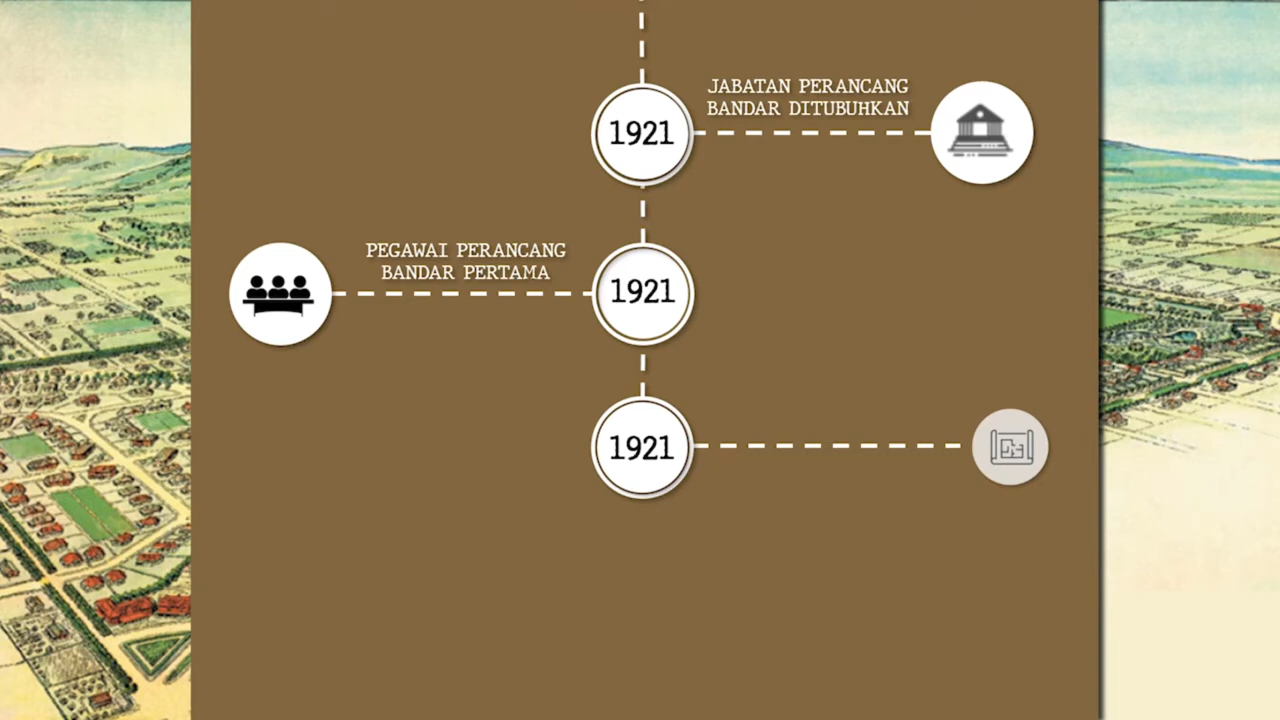 JABATAN PERANCANG
BANDAR DITUBUHKAN
1921
PEGAWAI PERANCANG
BANDAR PERTAMA
1921
1921